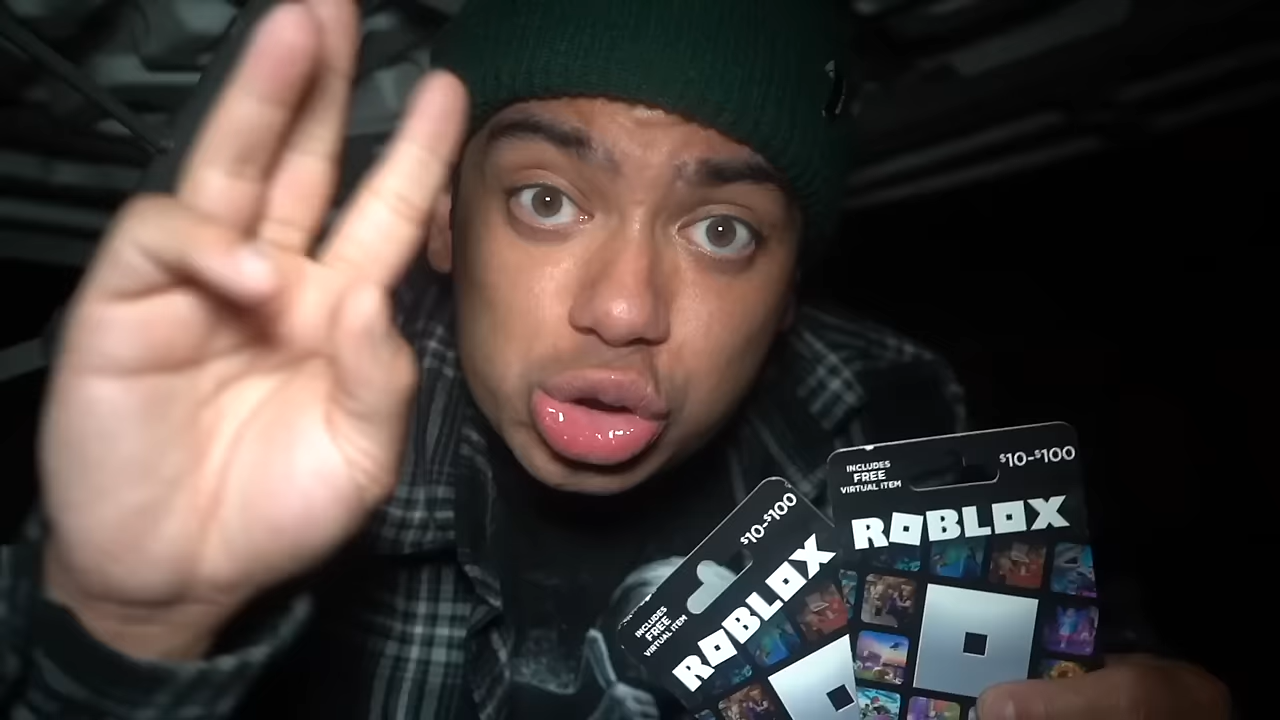 INCLUDES
FREE
VIRTUAL ITEM
$10-$100
ROBLOX
INCLUDES
FREE
VIRTUAL ITEM
$10-$100
ROBLOX